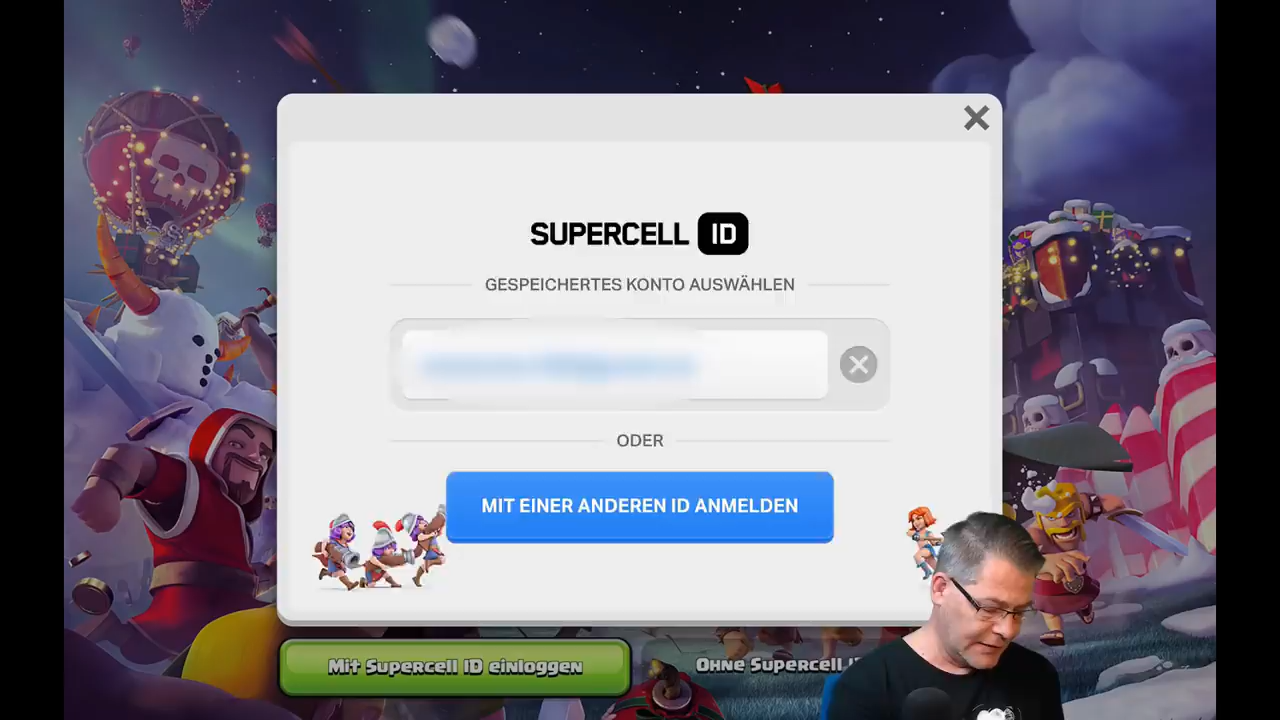 SUPERCELL ID
GESPEICHERTES KONTO AUSWÄHLEN
ODER
MIT EINER ANDEREN ID ANMELDEN
Mit Supercell ID einloggen
Ohne Supercell